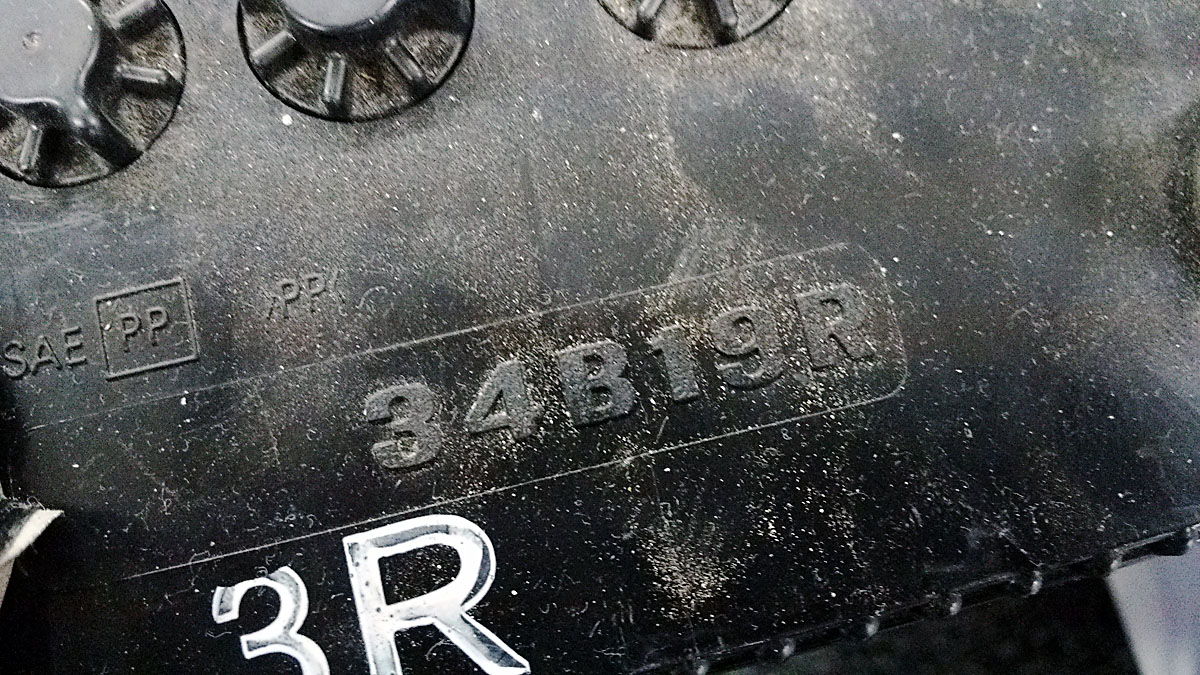 SAE PP
>PP<
34B19R
3R